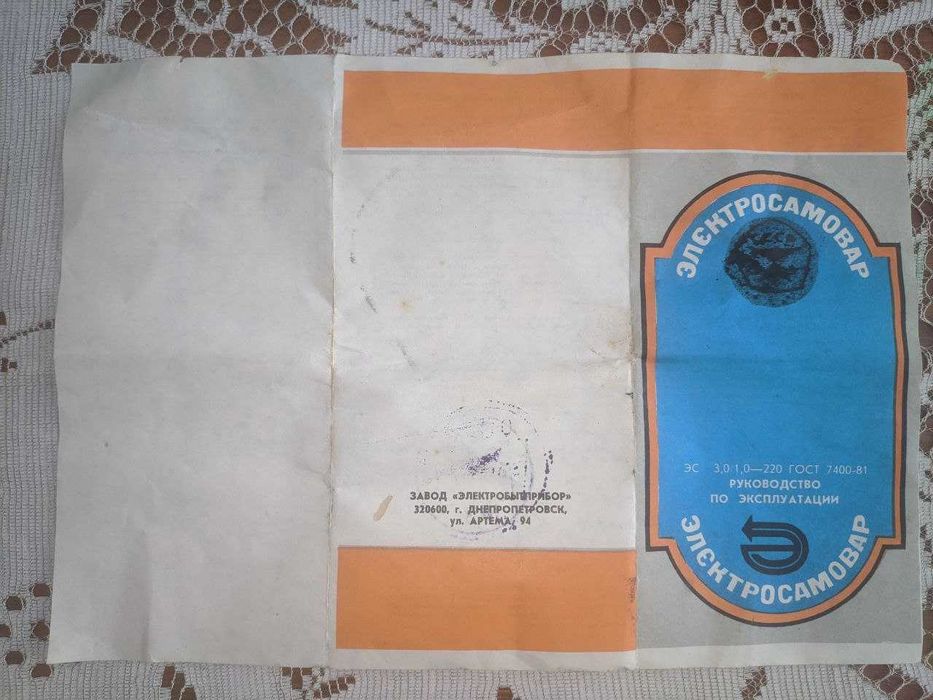 ЗАВОД «ЭЛЕКТРОБЫТПРИБОР»
320600, г. ДНЕПРОПЕТРОВСК,
ул. АРТЕМА, 94
ЭЛЕКТРОСАМОВАР
ЭС 3,0/1,0—220 ГОСТ 7400-81
РУКОВОДСТВО
ПО ЭКСПЛУАТАЦИИ
ЭЛЕКТРОСАМОВАР